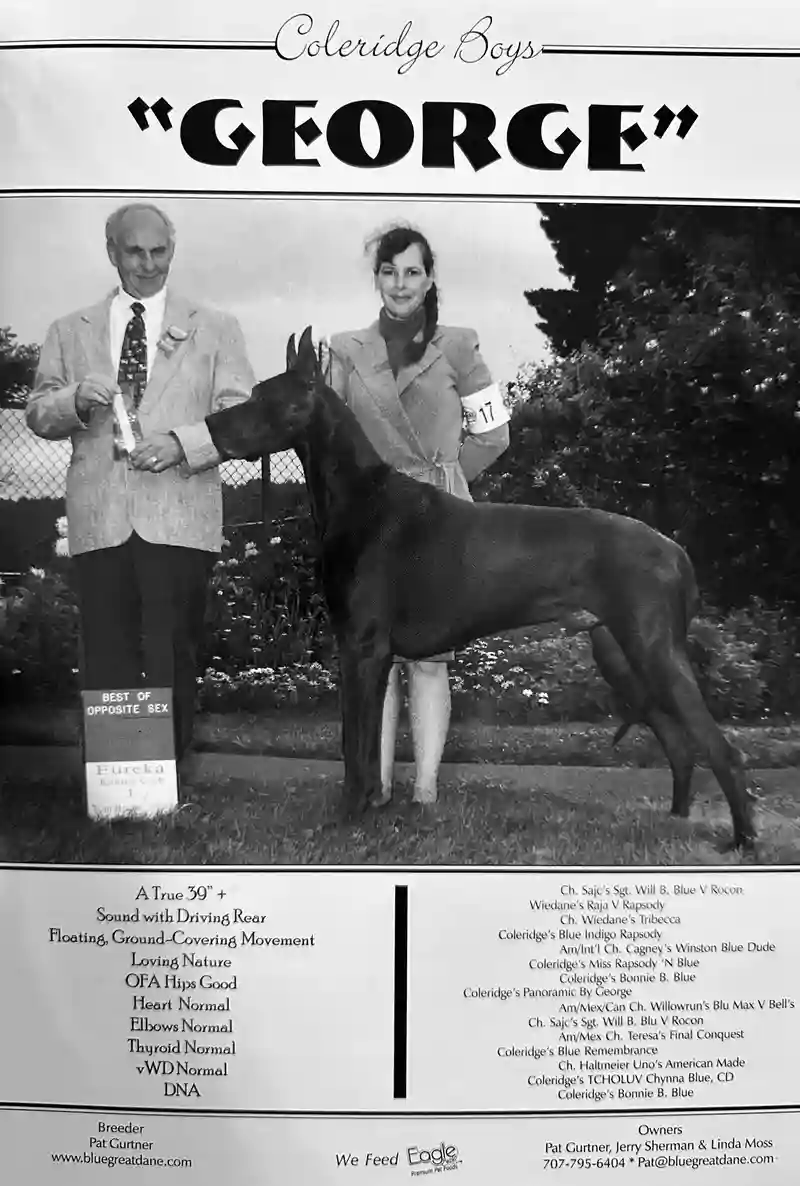 Coleridge Boys
"GEORGE"
17
BEST OF
OPPOSITE SEX
Eureka
1
A True 39" +
Sound with Driving Rear
Floating, Ground-Covering Movement
Loving Nature
OFA Hips Good
Heart Normal
Elbows Normal
Thyroid Normal
vWD Normal
DNA
Ch. Sajc's Sgt. Will B. Blue V Rocon
Wiedane's Raja V Rapsody
Ch. Wiedane's Tribecca
Coleridge's Blue Indigo Rapsody
Am/Int'l Ch. Cagney's Winston Blue Dude
Coleridge's Miss Rapsody 'N Blue
Coleridge's Bonnie B. Blue
Coleridge's Panoramic By George
Am/Mex/Can Ch. Willowrun's Blu Max V Bell's
Ch. Sajc's Sgt. Will B. Blu V Rocon
Am/Mex Ch. Teresa's Final Conquest
Coleridge's Blue Remembrance
Ch. Haltmeier Uno's American Made
Coleridge's TCHOLUV Chynna Blue, CD
Coleridge's Bonnie B. Blue
Breeder
Pat Gurtner
www.bluegreatdane.com
We Feed Eagle
Premium Pet Foods
Owners
Pat Gurtner, Jerry Sherman & Linda Moss
707-795-6404 * Pat@bluegreatdane.com